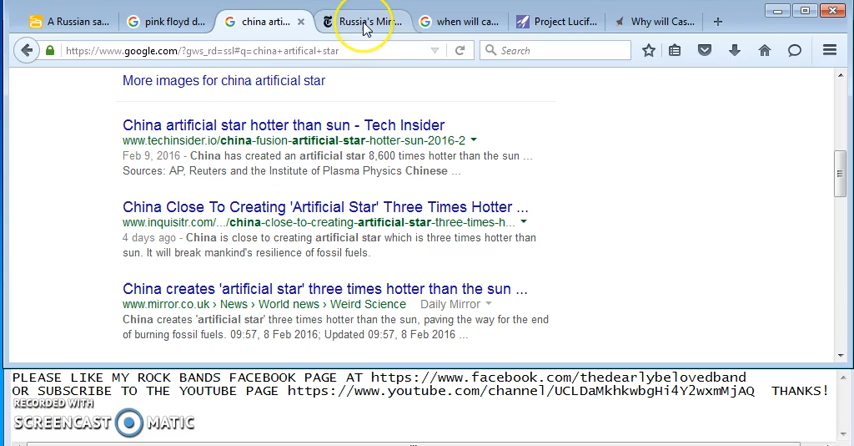 A Russian sa...
pink floyd d...
china arti...
Russia's Mirr...
when will ca...
Project Lucif...
Why will Cas...
https://www.google.com/?gws_rd=ssl#q=china+artifical+star
Search
More images for china artificial star
China artificial star hotter than sun - Tech Insider
www.techinsider.io/china-fusion-artificial-star-hotter-sun-2016-2
Feb 9, 2016 - China has created an artificial star 8,600 times hotter than the sun ...
Sources: AP, Reuters and the Institute of Plasma Physics Chinese ...
China Close To Creating 'Artificial Star' Three Times Hotter ...
www.inquisitr.com/.../china-close-to-creating-artificial-star-three-times-h...
4 days ago - China is close to creating artificial star which is three times hotter than the
sun. It will break mankind's resilience of fossil fuels.
China creates 'artificial star' three times hotter than the sun ...
www.mirror.co.uk › News › World news › Weird Science Daily Mirror
China creates 'artificial star' three times hotter than the sun, paving the way for the end
of burning fossil fuels. 09:57, 8 Feb 2016; Updated 09:57, 8 Feb 2016 ...
PLEASE LIKE MY ROCK BANDS FACEBOOK PAGE AT https://www.facebook.com/thedearlybelovedband
OR SUBSCRIBE TO THE YOUTUBE PAGE https://www.youtube.com/channel/UCLDaMkhkwbgHi4Y2wxmMjAQ THANKS!
RECORDED WITH
SCREENCAST MATIC